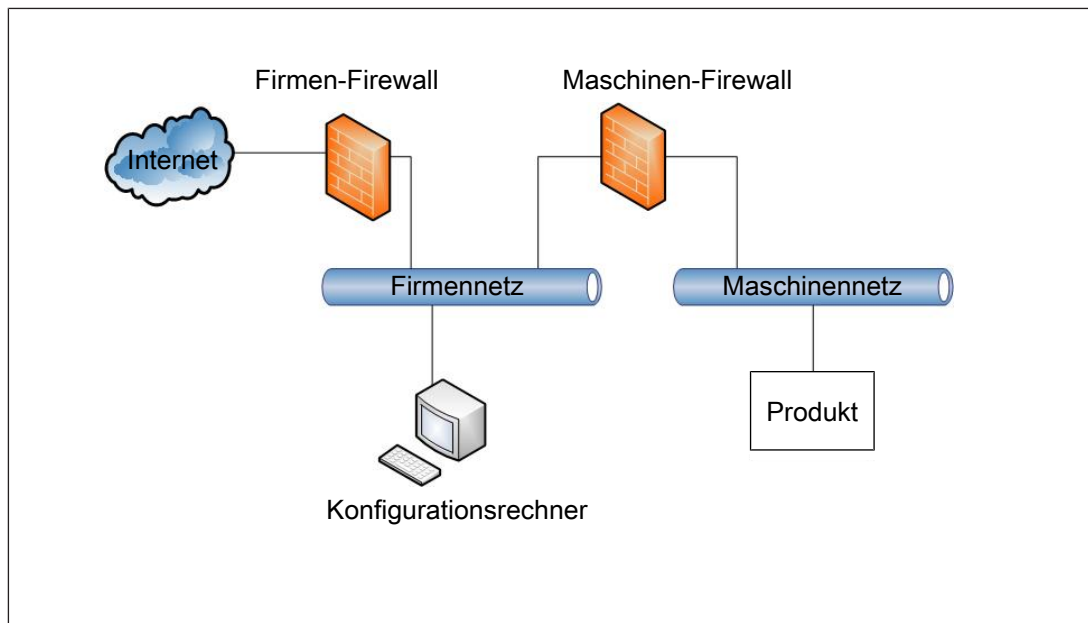 Firmen-Firewall
Maschinen-Firewall
Internet
Firmennetz
Maschinennetz
Produkt
Konfigurationsrechner